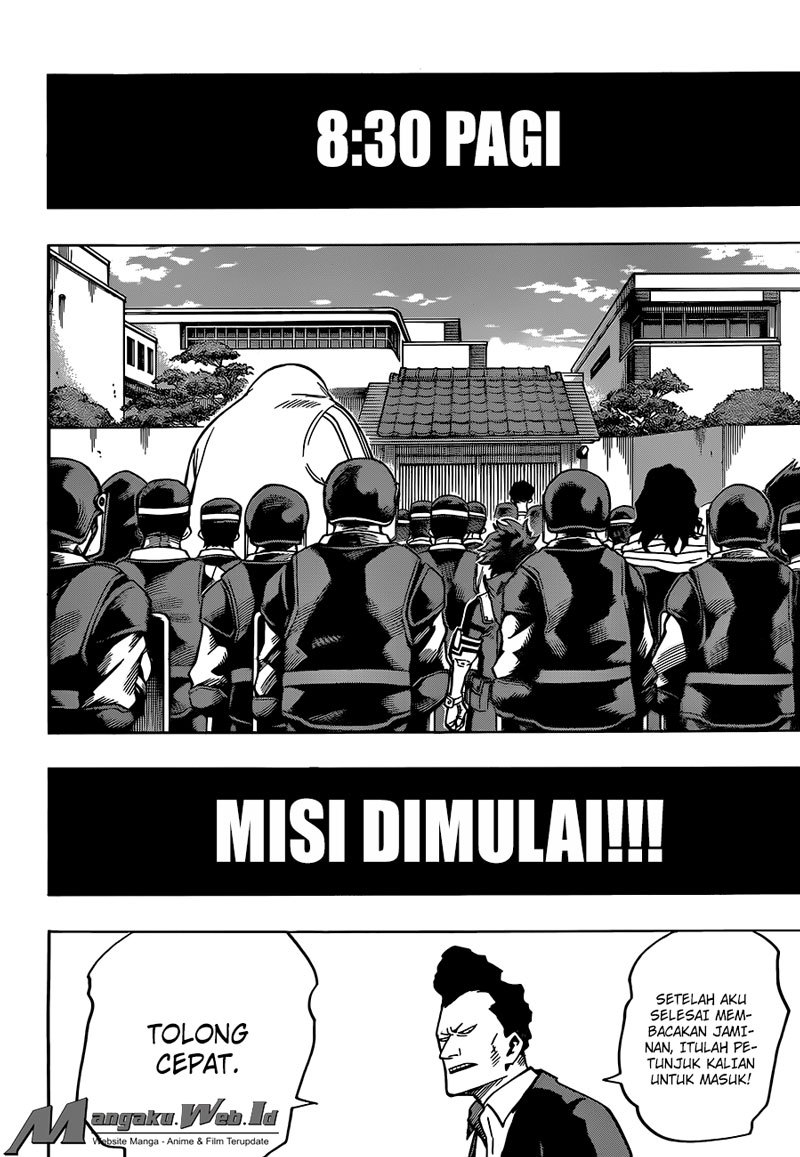 8:30 PAGI
MISI DIMULAI!!!
SETELAH AKU
SELESAI MEM-
BACAKAN JAMI-
NAN, ITULAH PE-
TUNJUK KALIAN
UNTUK MASUK!
TOLONG
CEPAT.
Mangaku.Web.Id
Website Manga - Anime & Film Terupdate